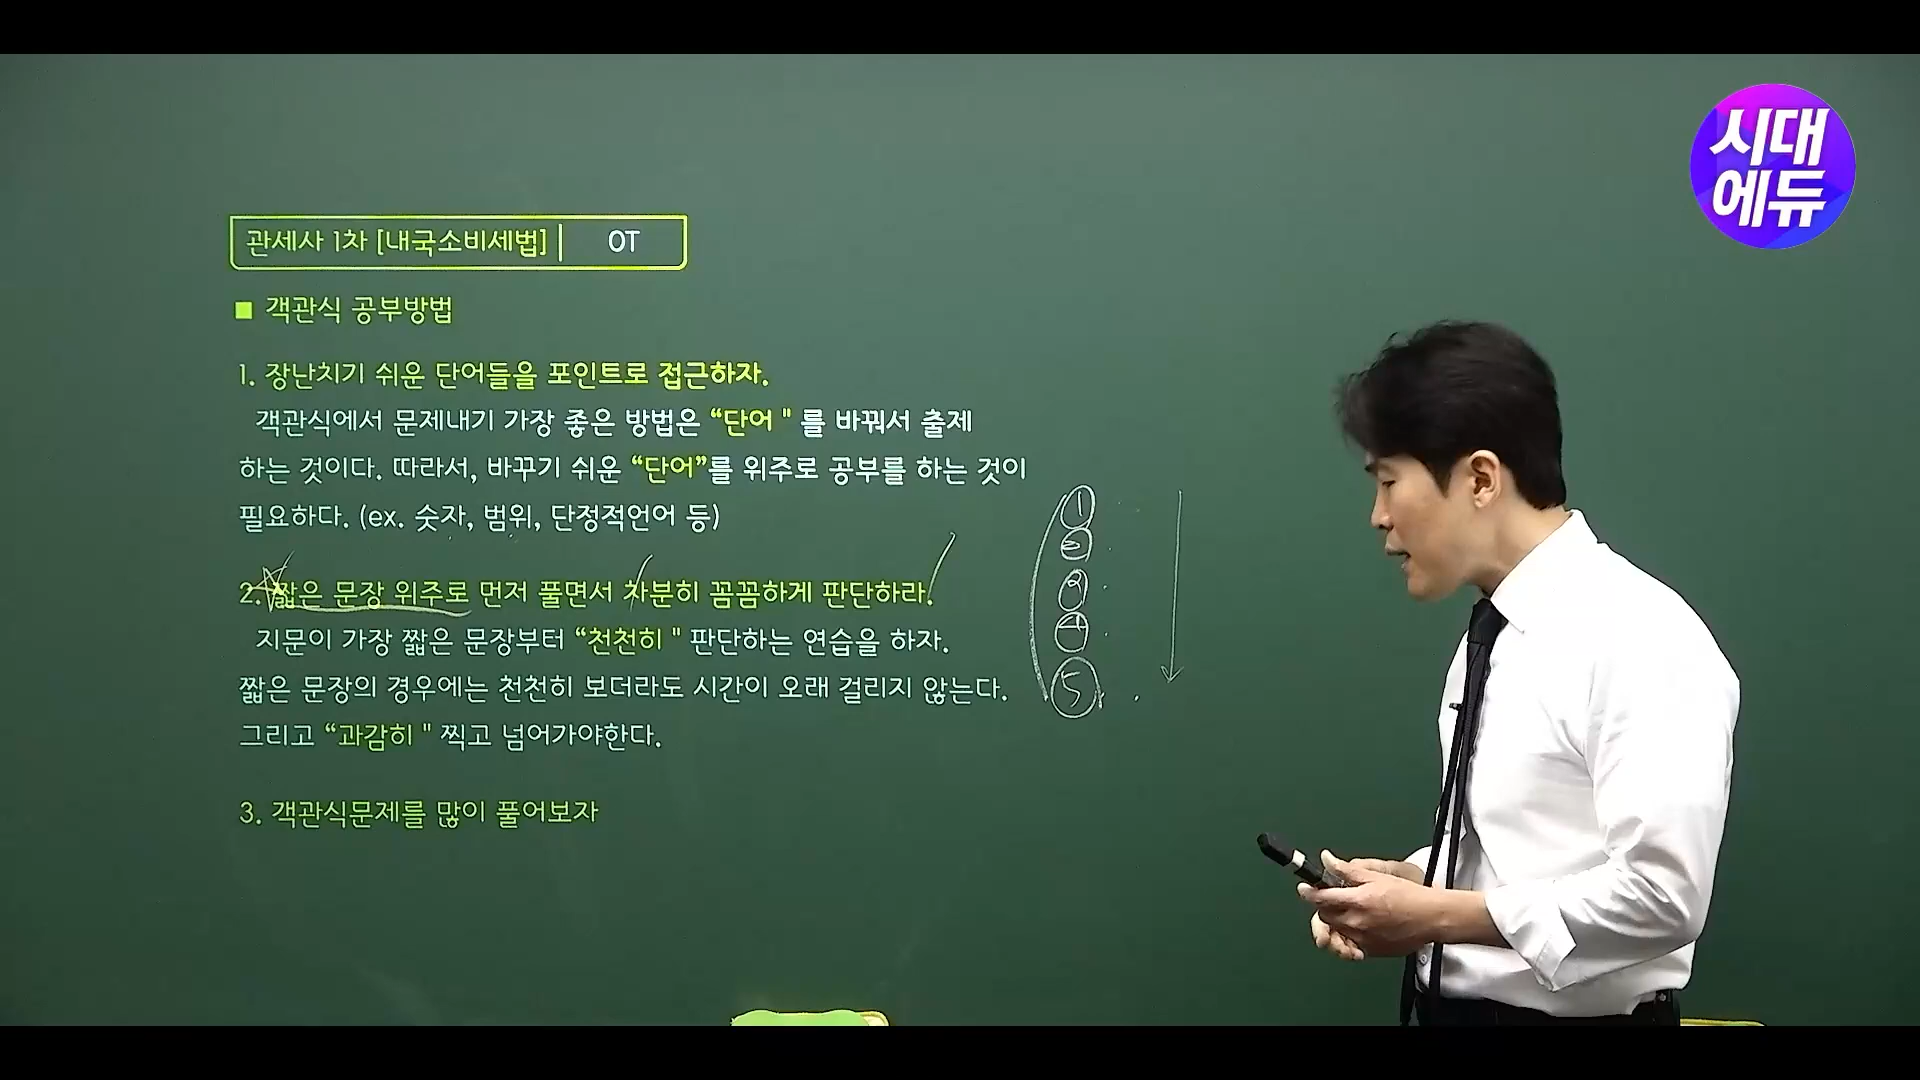 시대
에듀
관세사 1차 [내국소비세법] | OT
■ 객관식 공부방법
1. 장난치기 쉬운 단어들을 포인트로 접근하자.
객관식에서 문제내기 가장 좋은 방법은 “단어 " 를 바꿔서 출제
하는 것이다. 따라서, 바꾸기 쉬운 “단어”를 위주로 공부를 하는 것이
필요하다. (ex. 숫자, 범위, 단정적언어 등)
2. 짧은 문장 위주로 먼저 풀면서 차분히 꼼꼼하게 판단하라.
지문이 가장 짧은 문장부터 “천천히 " 판단하는 연습을 하자.
짧은 문장의 경우에는 천천히 보더라도 시간이 오래 걸리지 않는다.
그리고 “과감히 " 찍고 넘어가야한다.
3. 객관식문제를 많이 풀어보자
①
②
③
④
⑤